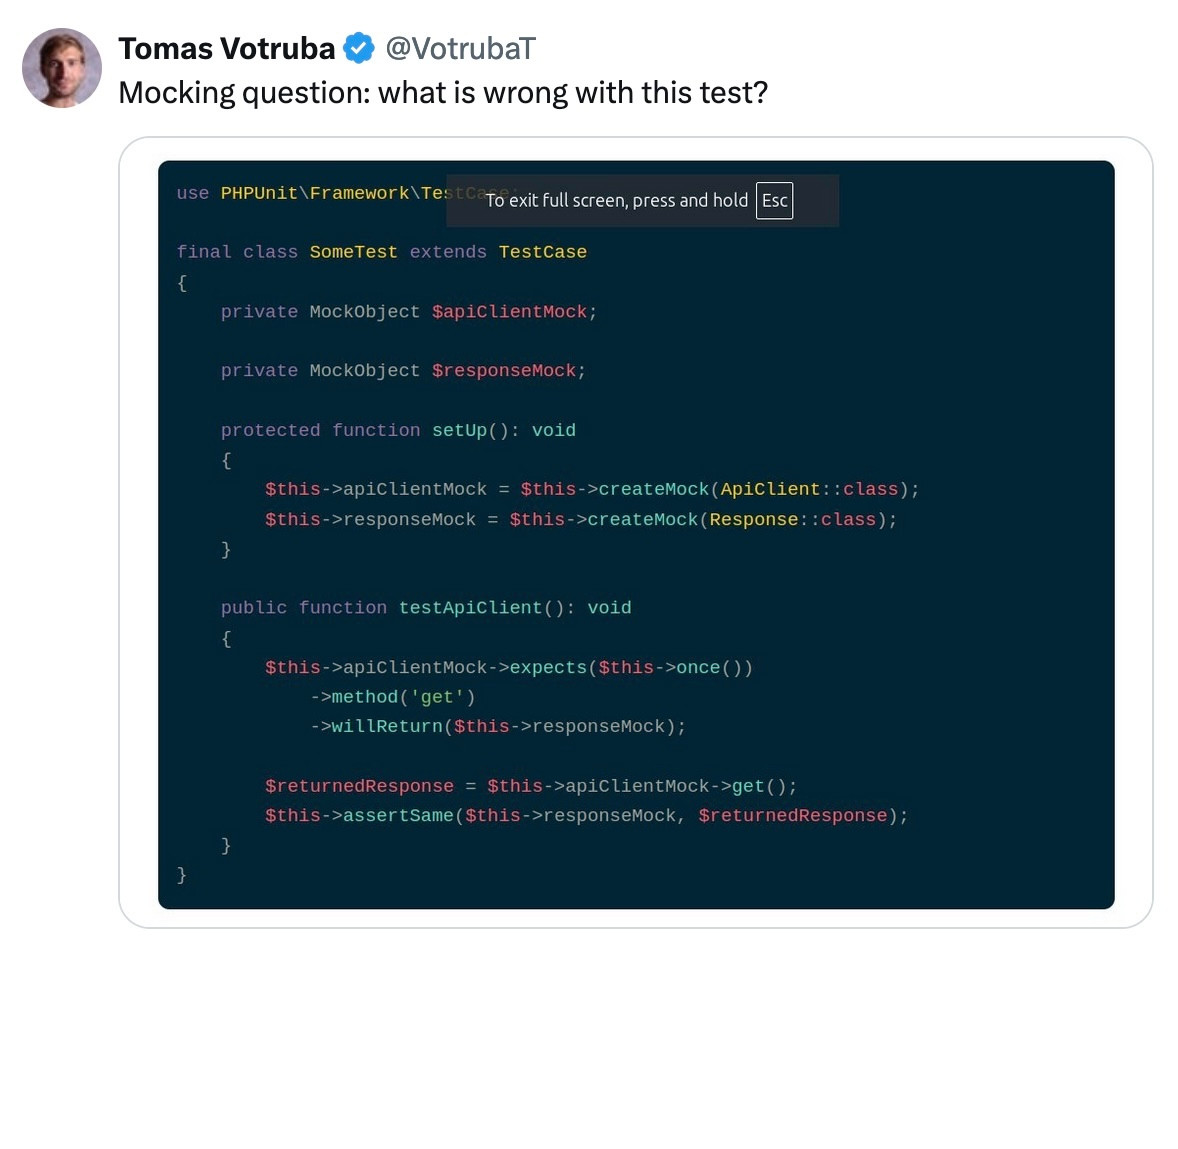 Tomas Votruba @VotrubaT
Mocking question: what is wrong with this test?
use PHPUnit\Framework\TestCase;
To exit full screen, press and hold Esc
final class SomeTest extends TestCase
{
    private MockObject $apiClientMock;
    private MockObject $responseMock;
    protected function setUp(): void
    {
        $this->apiClientMock = $this->createMock(ApiClient::class);
        $this->responseMock = $this->createMock(Response::class);
    }
    public function testApiClient(): void
    {
        $this->apiClientMock->expects($this->once())
            ->method('get')
            ->willReturn($this->responseMock);
        $returnedResponse = $this->apiClientMock->get();
        $this->assertSame($this->responseMock, $returnedResponse);
    }
}